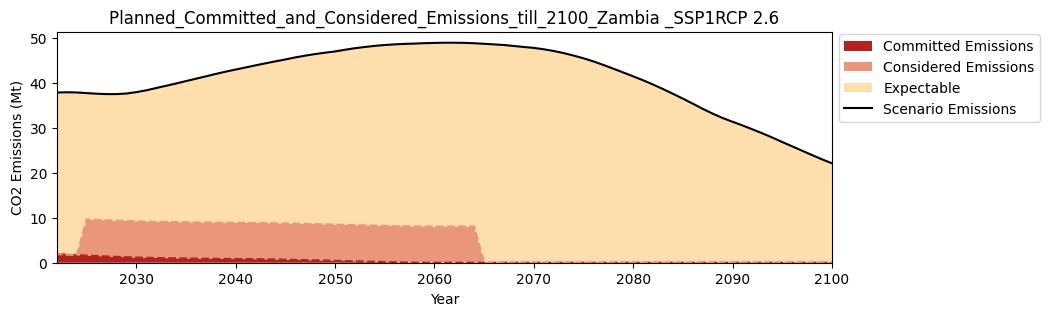 Planned_Committed_and_Considered_Emissions_till_2100_Zambia _SSP1RCP 2.6
CO2 Emissions (Mt)
50
40
30
20
10
0
2030 2040 2050 2060 2070 2080 2090 2100
Year
Committed Emissions
Considered Emissions
Expectable
Scenario Emissions